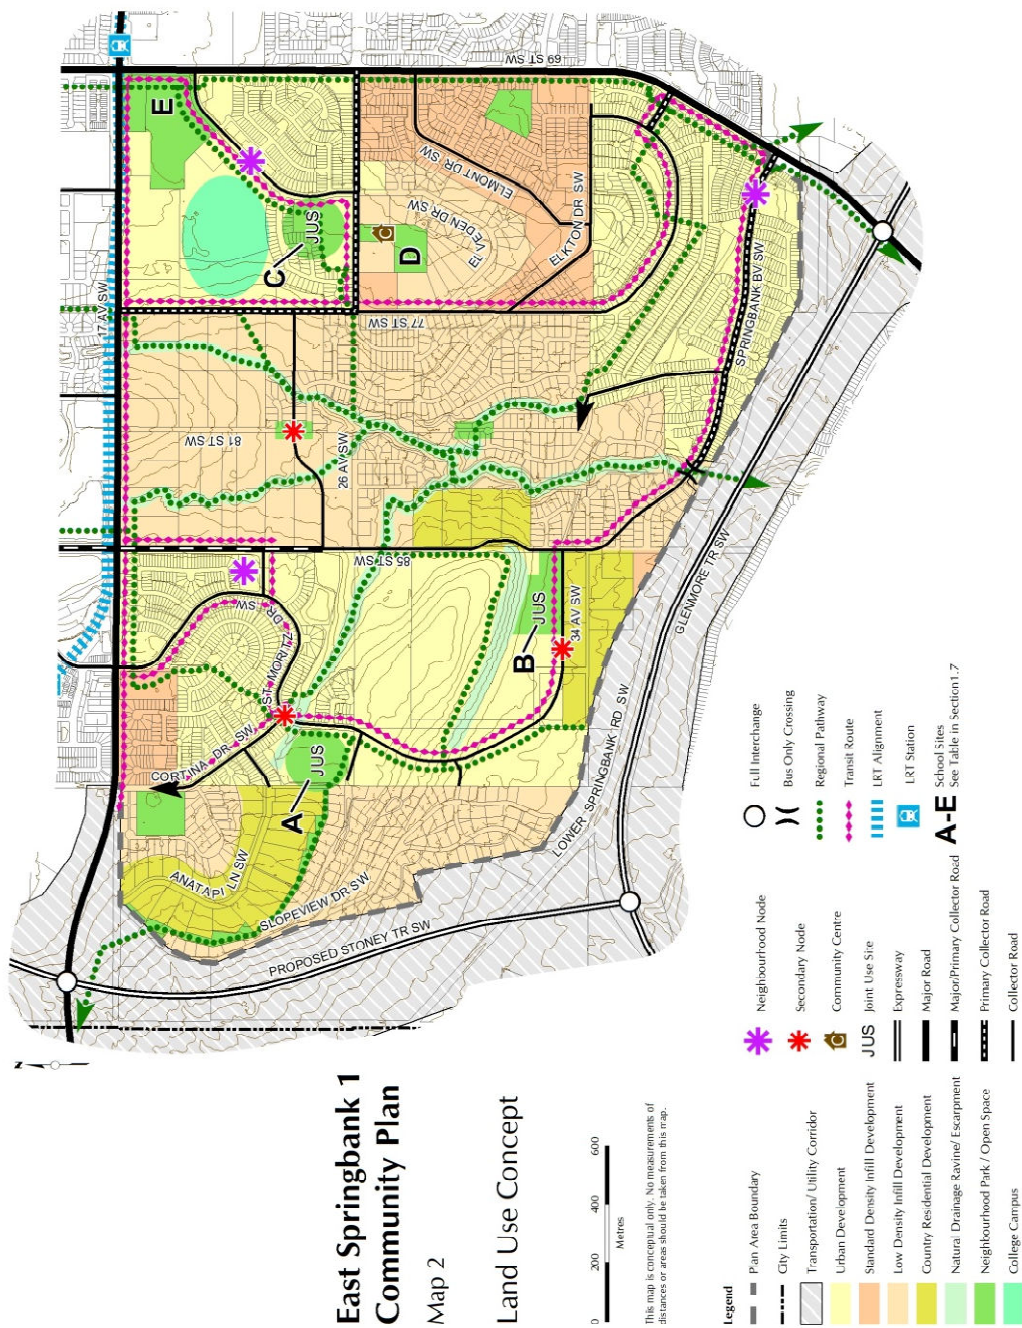 East Springbank 1
Community Plan
Map 2
Land Use Concept
0 200 400 600
Metres
This map is conceptual only. No measurements of
distances or areas should be taken from this map.
Legend
Plan Area Boundary
City Limits
Transportation/ Utility Corridor
Urban Development
Standard Density Infill Development
Low Density Infill Development
Country Residential Development
Natural Drainage Ravine/ Escarpment
Neighbourhood Park / Open Space
College Campus
Neighbourhood Node
Secondary Node
Community Centre
JUS Joint Use Site
Expressway
Major Road
Major/Primary Collector Road
Primary Collector Road
Collector Road
Full Interchange
Bus Only Crossing
Regional Pathway
Transit Route
LRT Alignment
LRT Station
A-E School Sites
See Table in Section1.7
N
17 AV SW
69 ST SW
E
C
JUS
D
C
ELMONT DR SW
ELVEDEN DR SW
ELKTON DR SW
77 ST SW
81 ST SW
26 AV SW
85 ST SW
SPRINGBANK BV SW
GLENMORE TR SW
ST. MORITZ DR SW
CORTINA DR SW
A
JUS
B
JUS
34 AV SW
ANATAPI LN SW
SLOPEVIEW DR SW
LOWER SPRINGBANK RD SW
PROPOSED STONEY TR SW